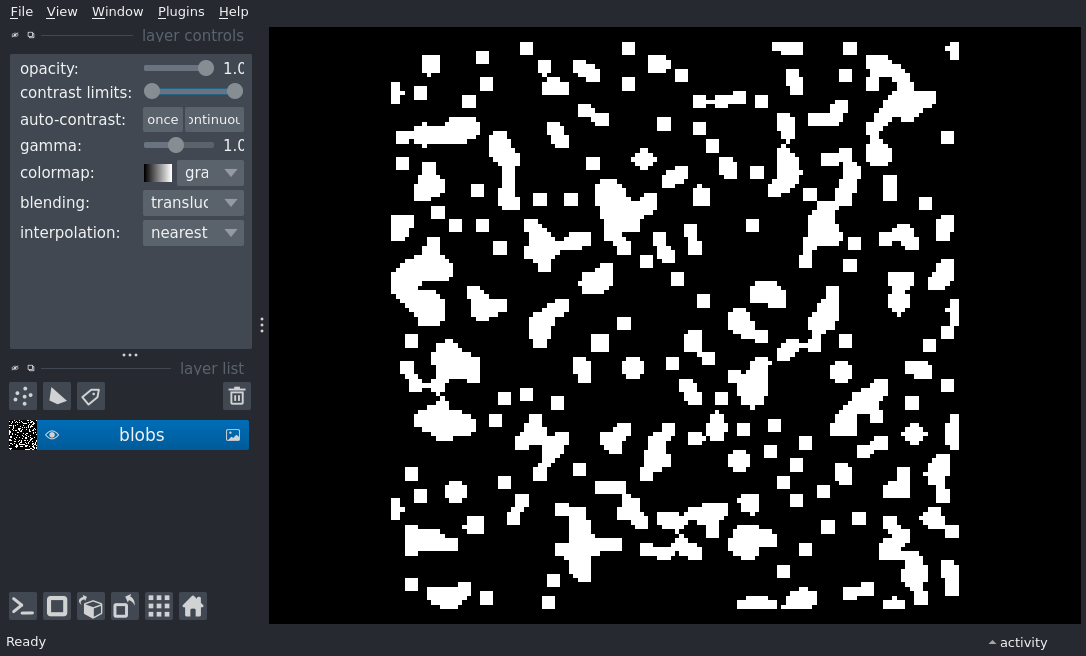 File View Window Plugins Help
layer controls
opacity: 1.0
contrast limits:
auto-contrast: once ontinuou
gamma: 1.0
colormap: gra
blending: transluc
interpolation: nearest
layer list
blobs
Ready activity